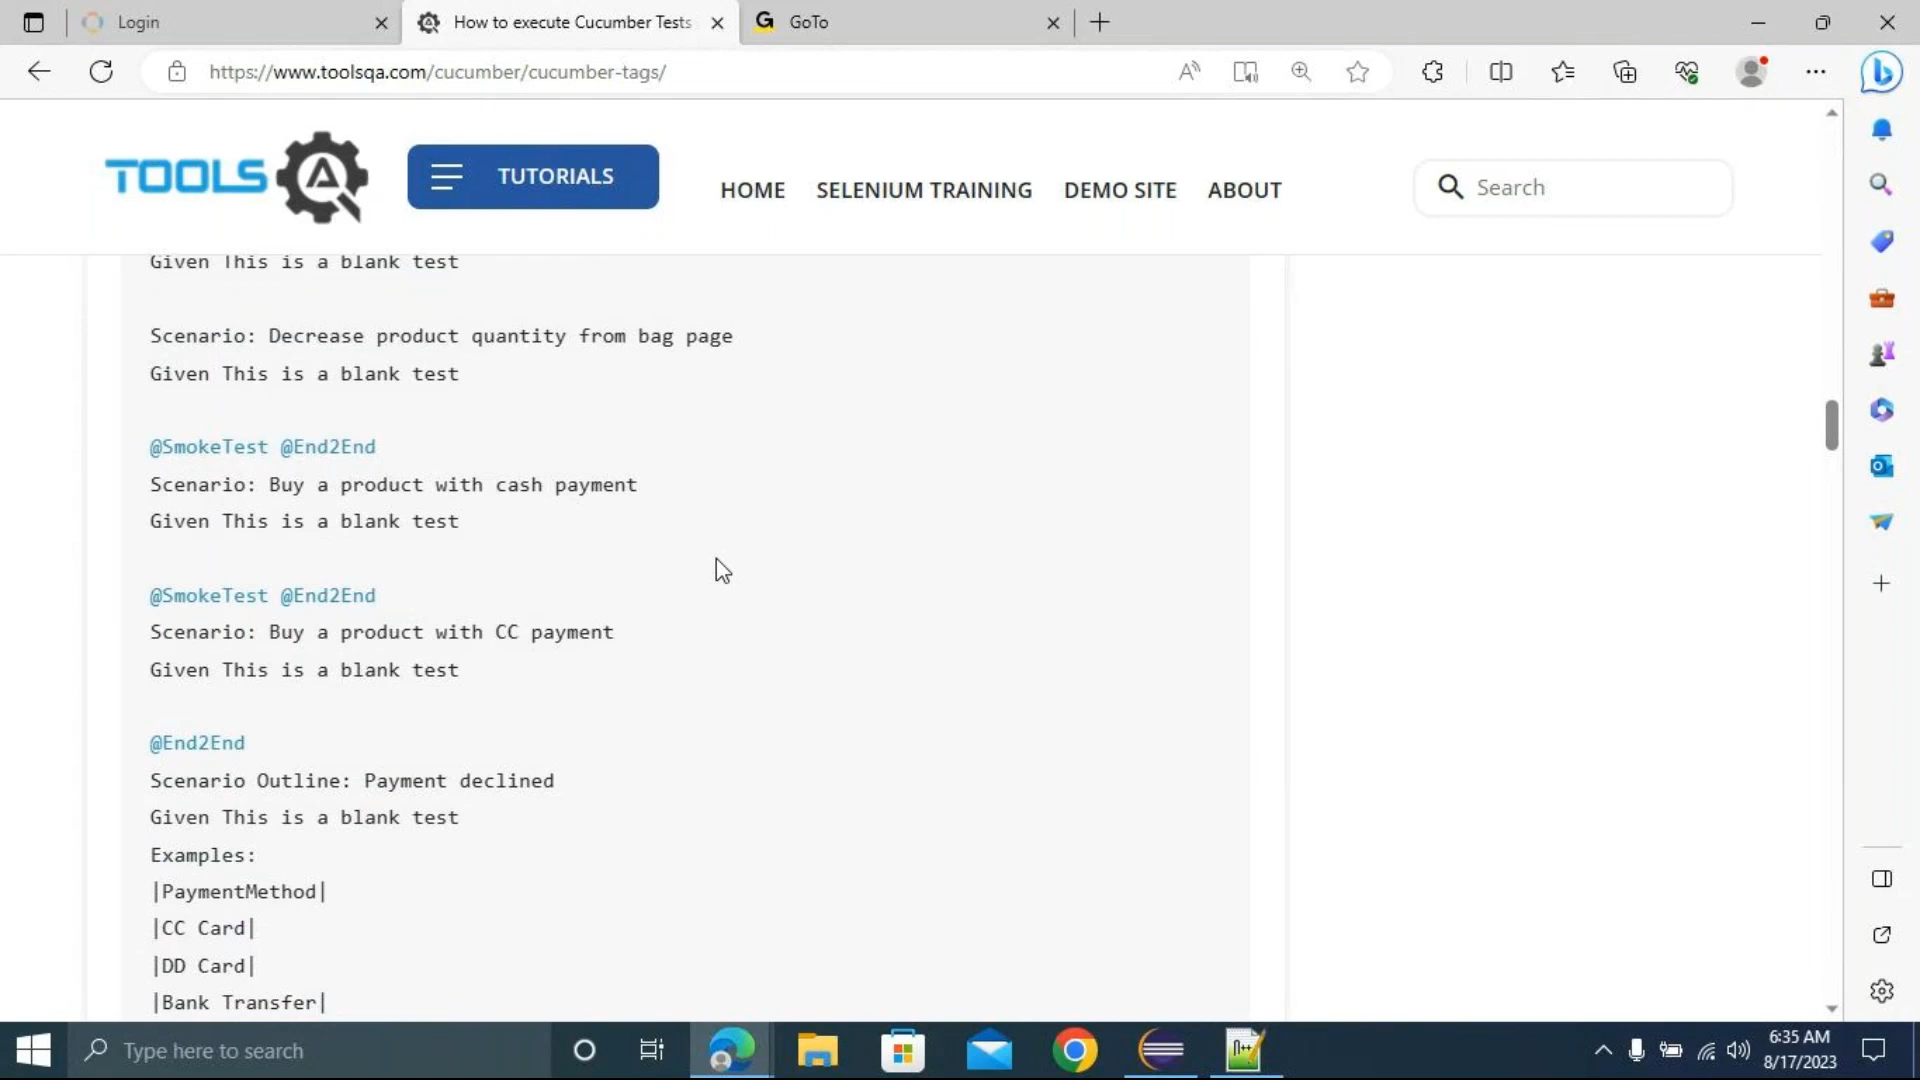 Login
How to execute Cucumber Tests
GoTo
https://www.toolsqa.com/cucumber/cucumber-tags/
TOOLS
TUTORIALS
HOME SELENIUM TRAINING DEMO SITE ABOUT
Search
Given This is a blank test
Scenario: Decrease product quantity from bag page
Given This is a blank test
@SmokeTest @End2End
Scenario: Buy a product with cash payment
Given This is a blank test
@SmokeTest @End2End
Scenario: Buy a product with CC payment
Given This is a blank test
@End2End
Scenario Outline: Payment declined
Given This is a blank test
Examples:
|PaymentMethod|
|CC Card|
|DD Card|
|Bank Transfer|
Type here to search
6:35 AM
8/17/2023